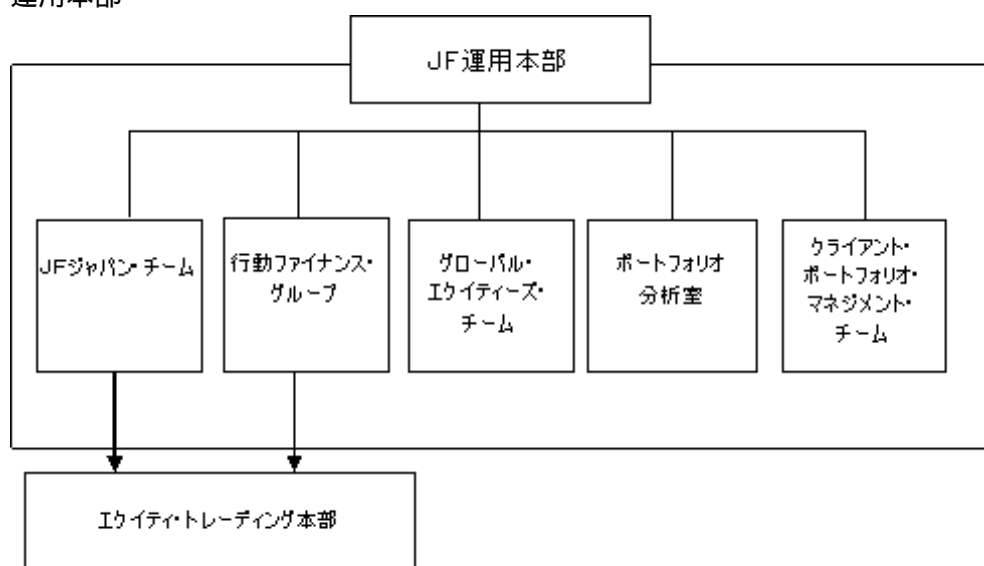 運用本部
JF運用本部
JFジャパン・チーム
行動ファイナンス・
グループ
グローバル・
エクイティーズ・
チーム
ポートフォリオ
分析室
クライアント・
ポートフォリオ・
マネジメント・
チーム
エクイティ・トレーディング本部